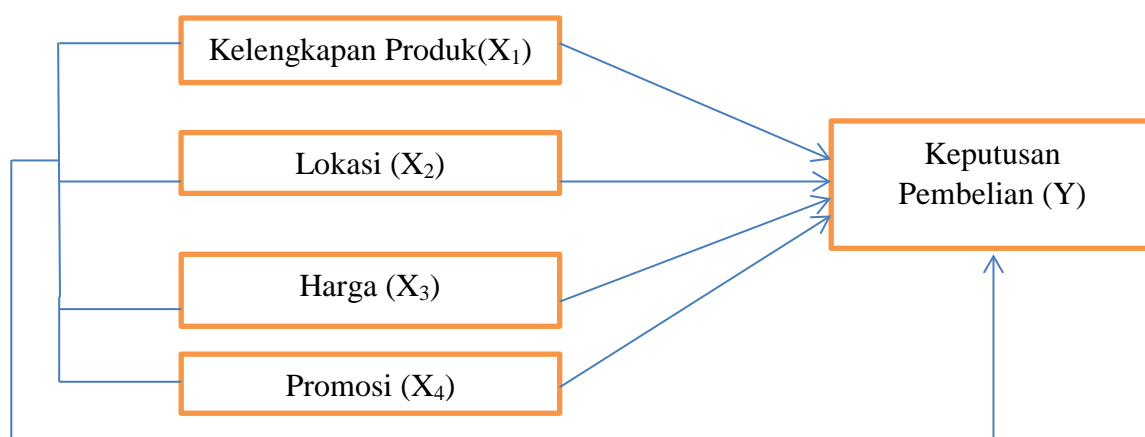 Kelengkapan Produk(X₁)
Lokasi (X₂)
Harga (X₃)
Promosi (X₄)
Keputusan
Pembelian (Y)